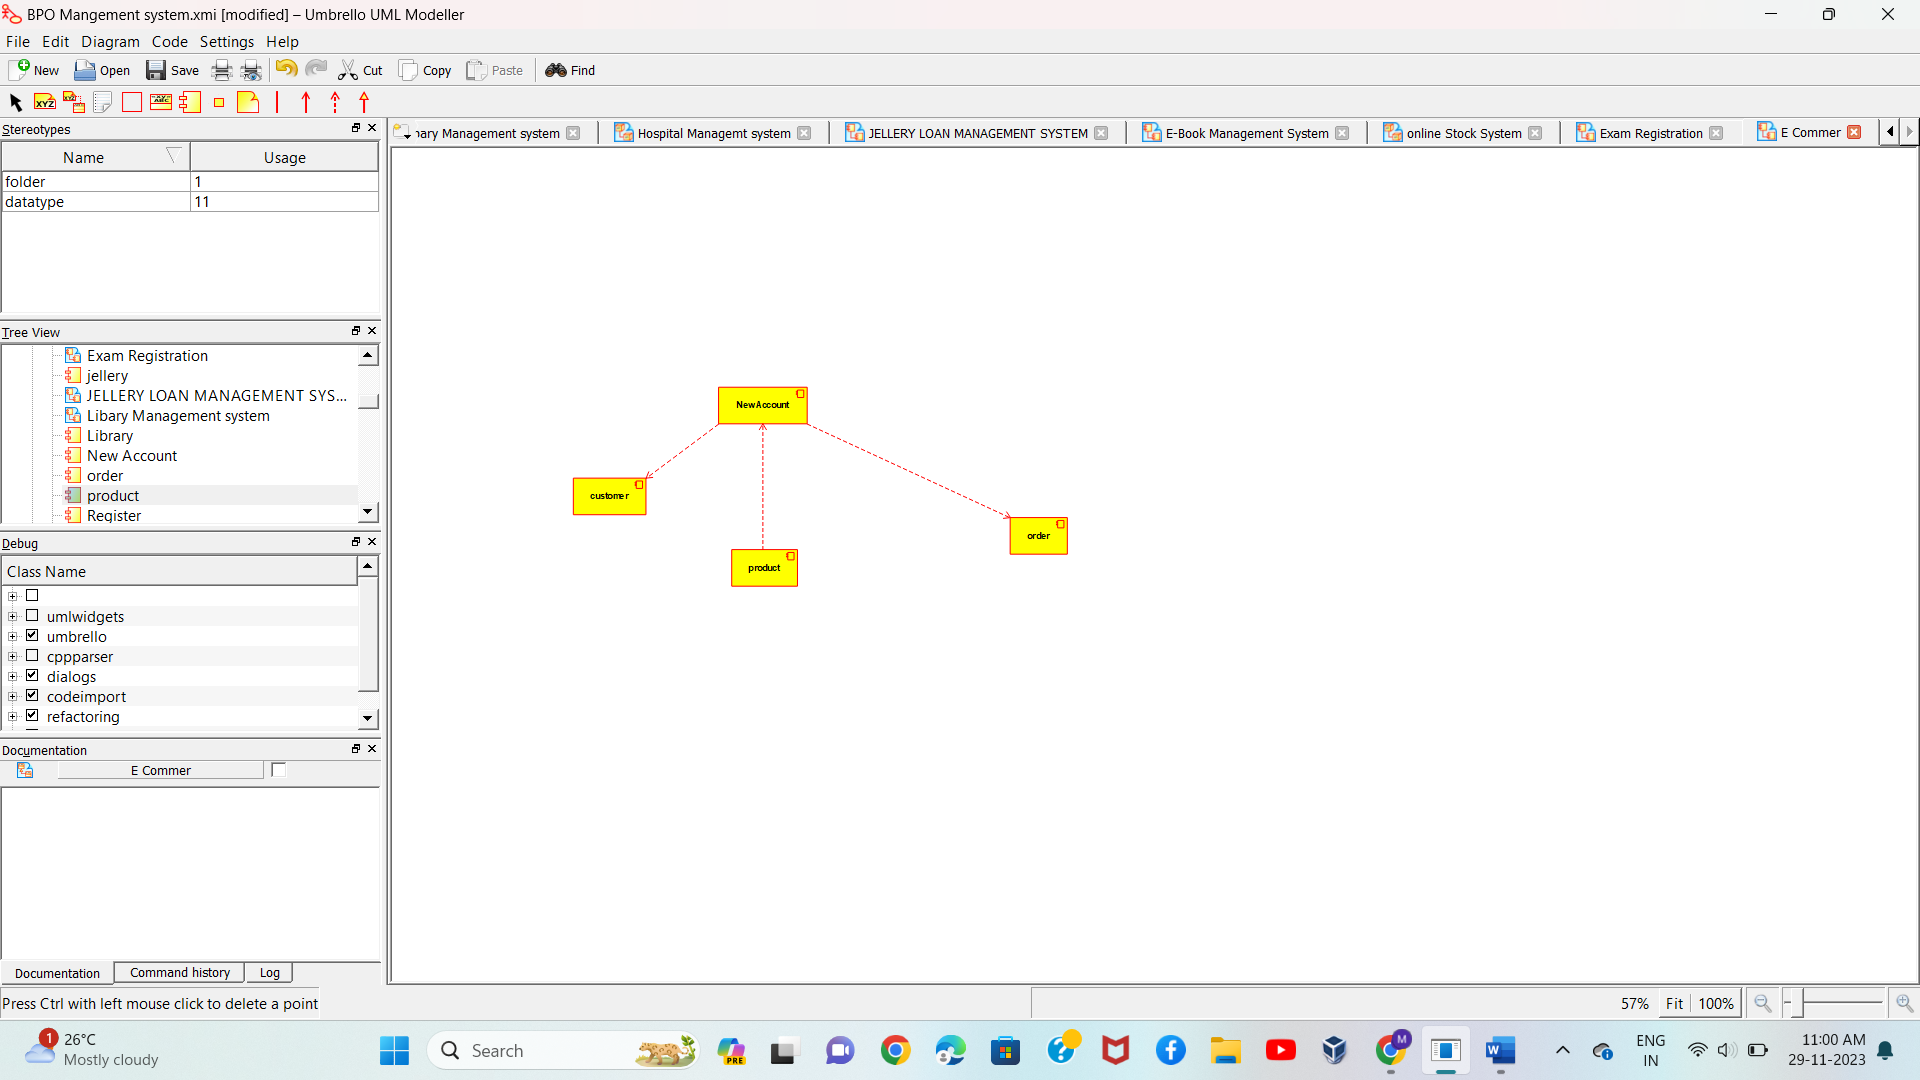 BPO Mangement system.xmi [modified] – Umbrello UML Modeller
File Edit Diagram Code Settings Help
New Open Save Cut Copy Paste Find
XYZ
Stereotypes
Name Usage
folder 1
datatype 11
Tree View
Exam Registration
jellery
JELLERY LOAN MANAGEMENT SYS...
Libary Management system
Library
New Account
order
product
Register
Debug
Class Name
umlwidgets
umbrello
cppparser
dialogs
codeimport
refactoring
Documentation
E Commer
Documentation Command history Log
Press Ctrl with left mouse click to delete a point
ary Management system Hospital Managemt system JELLERY LOAN MANAGEMENT SYSTEM E-Book Management System online Stock System Exam Registration E Commer
New Account
customer
order
product
57% Fit 100%
1
26°C
Mostly cloudy
Search
PRE
M
W
ENG
IN
11:00 AM
29-11-2023